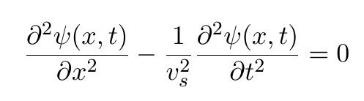 ∂²ψ(x, t)/∂x² − 1/v_s² ∂²ψ(x, t)/∂t² = 0